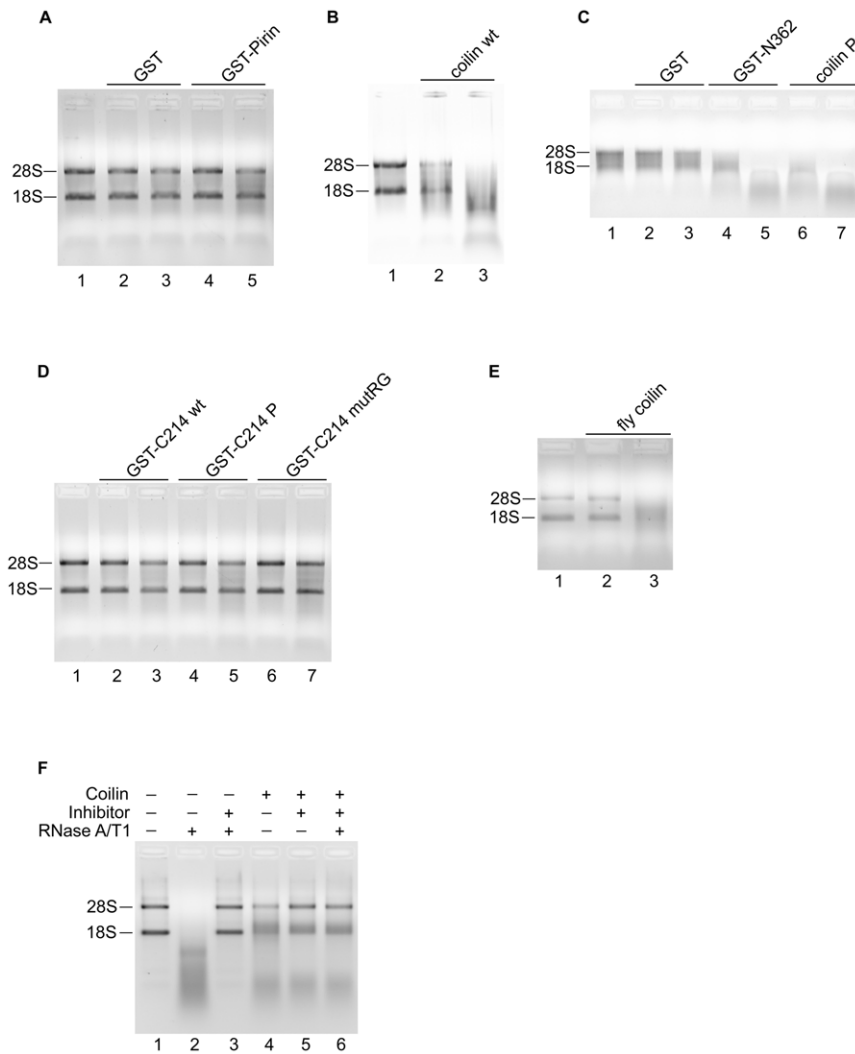 A
GST
GST-Pirin
28S
18S
1 2 3 4 5
B
coilin wt
28S
18S
1 2 3
C
GST
GST-N362
coilin P
28S
18S
1 2 3 4 5 6 7
D
GST-C214 wt
GST-C214 P
GST-C214 mutRG
28S
18S
1 2 3 4 5 6 7
E
fly coilin
28S
18S
1 2 3
F
Coilin – – – + + +
Inhibitor – – + – + +
RNase A/T1 – + + – – +
28S
18S
1 2 3 4 5 6